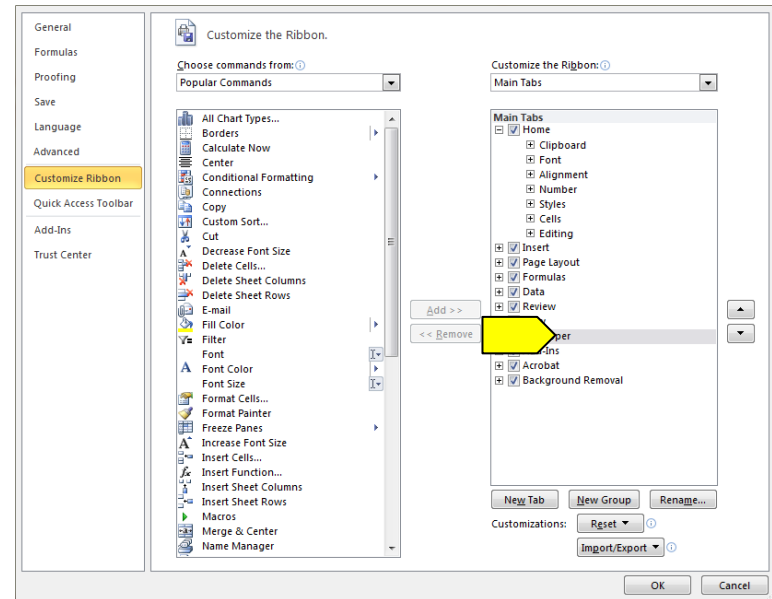 General
Formulas
Proofing
Save
Language
Advanced
Customize Ribbon
Quick Access Toolbar
Add-Ins
Trust Center
Customize the Ribbon.
Choose commands from:
Popular Commands
All Chart Types...
Borders
Calculate Now
Center
Conditional Formatting
Connections
Copy
Custom Sort...
Cut
Decrease Font Size
Delete Cells...
Delete Sheet Columns
Delete Sheet Rows
E-mail
Fill Color
Filter
Font
Font Color
Font Size
Format Cells...
Format Painter
Freeze Panes
Increase Font Size
Insert Cells...
Insert Function...
Insert Sheet Columns
Insert Sheet Rows
Macros
Merge & Center
Name Manager
Add >>
<< Remove
Customize the Ribbon:
Main Tabs
Main Tabs
Home
Clipboard
Font
Alignment
Number
Styles
Cells
Editing
Insert
Page Layout
Formulas
Data
Review
Acrobat
Background Removal
New Tab New Group Rename...
Customizations: Reset
Import/Export
OK Cancel